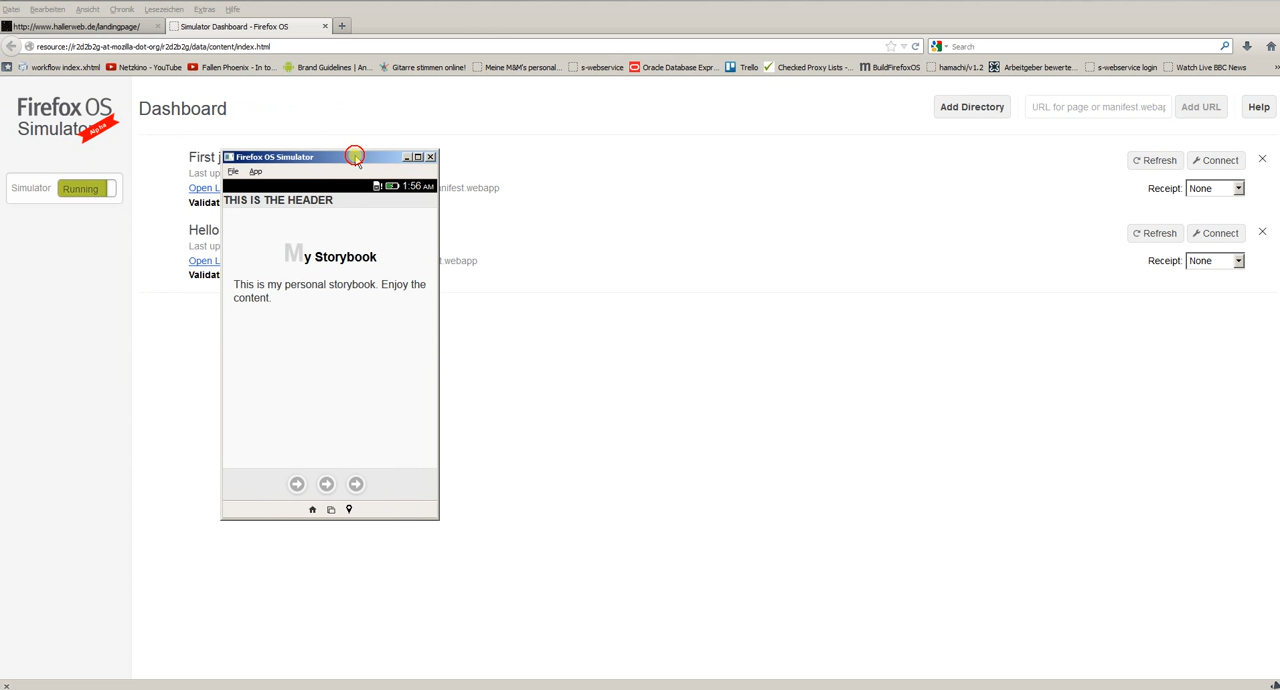 Datei Bearbeiten Ansicht Chronik Lesezeichen Extras Hilfe
http://www.hallerweb.de/landingpage/
Simulator Dashboard - Firefox OS
resource://r2d2b2g-at-mozilla-dot-org/r2d2b2g/data/content/index.html
Search
workflow index.xhtml Netzkino - YouTube Fallen Phoenix - In to... Brand Guidelines | An... Gitarre stimmen online! Meine M&M's personal... s-webservice Oracle Database Expr... Trello Checked Proxy Lists -... BuildFirefoxOS hamachi/v1.2 Arbeitgeber bewerte... s-webservice login Watch Live BBC News
Firefox OS
Simulator
Alpha
Dashboard
Add Directory
URL for page or manifest.webapp
Add URL
Help
Simulator Running
First j
Last up
Open L
manifest.webapp
Validat
Refresh Connect
Receipt: None
Hello
Last up
Open L
st.webapp
Validat
Refresh Connect
Receipt: None
Firefox OS Simulator
File App
1:56 AM
THIS IS THE HEADER
My Storybook
This is my personal storybook. Enjoy the
content.